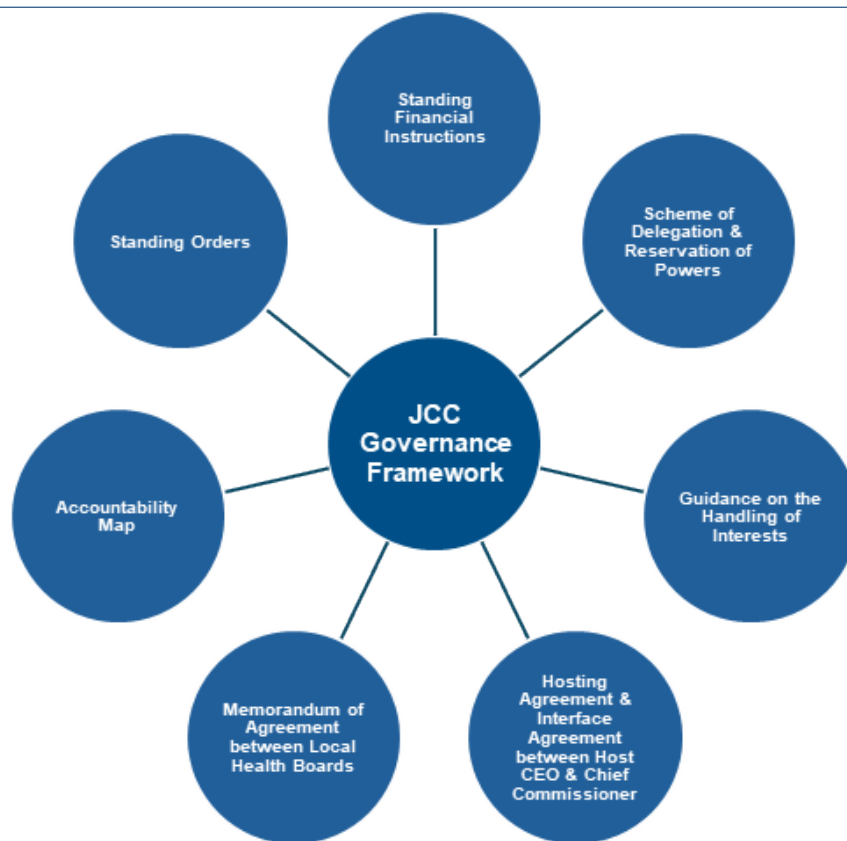 Standing
Financial
Instructions
Scheme of
Delegation &
Reservation of
Powers
Standing Orders
JCC
Governance
Framework
Accountability
Map
Guidance on the
Handling of
Interests
Memorandum of
Agreement
between Local
Health Boards
Hosting
Agreement &
Interface
Agreement
between Host
CEO & Chief
Commissioner